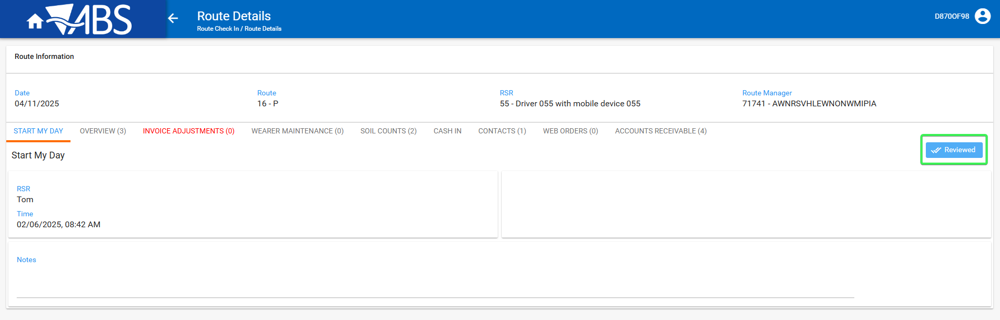 ABS
Route Details
Route Check In / Route Details
D870OF98
Route Information
Date
04/11/2025
Route
16 - P
RSR
55 - Driver 055 with mobile device 055
Route Manager
71741 - AWNRSVHLEWNONWMIPIA
START MY DAY OVERVIEW (3) INVOICE ADJUSTMENTS (0) WEARER MAINTENANCE (0) SOIL COUNTS (2) CASH IN CONTACTS (1) WEB ORDERS (0) ACCOUNTS RECEIVABLE (4)
Start My Day
Reviewed
RSR
Tom
Time
02/06/2025, 08:42 AM
Notes